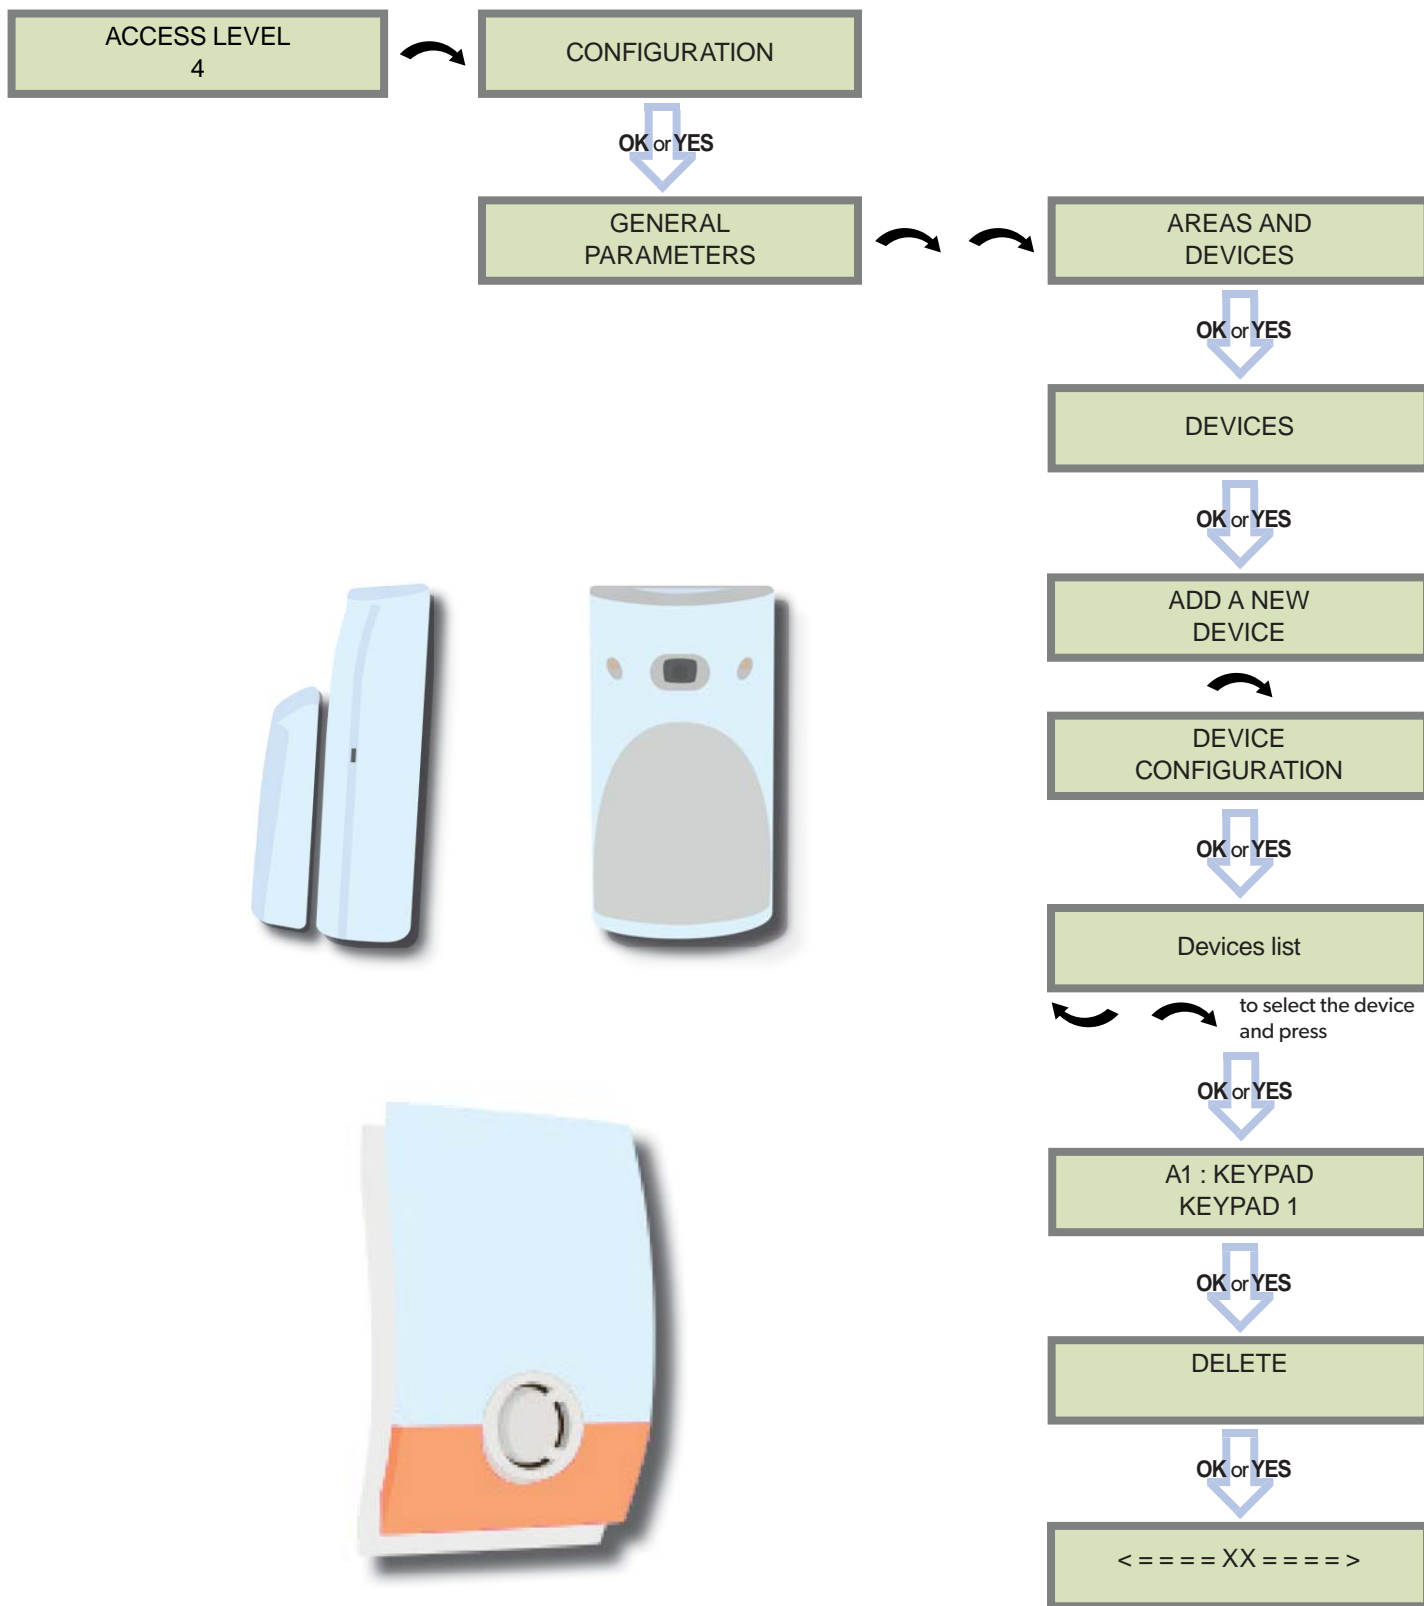 ACCESS LEVEL
4
CONFIGURATION
OK or YES
GENERAL
PARAMETERS
AREAS AND
DEVICES
OK or YES
DEVICES
OK or YES
ADD A NEW
DEVICE
DEVICE
CONFIGURATION
OK or YES
Devices list
to select the device
and press
OK or YES
A1 : KEYPAD
KEYPAD 1
OK or YES
DELETE
OK or YES
< = = = = XX = = = = >